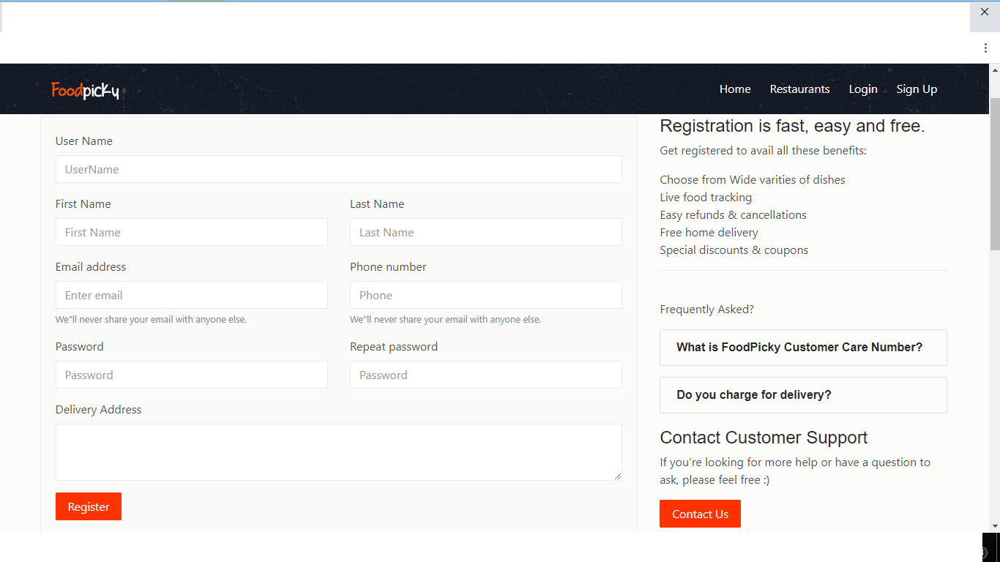 Foodpicky
Home Restaurants Login Sign Up
User Name
UserName
First Name Last Name
First Name Last Name
Email address Phone number
Enter email Phone
We"ll never share your email with anyone else. We"ll never share your email with anyone else.
Password Repeat password
Password Password
Delivery Address
Register
Registration is fast, easy and free.
Get registered to avail all these benefits:
Choose from Wide varities of dishes
Live food tracking
Easy refunds & cancellations
Free home delivery
Special discounts & coupons
Frequently Asked?
What is FoodPicky Customer Care Number?
Do you charge for delivery?
Contact Customer Support
If you're looking for more help or have a question to
ask, please feel free :)
Contact Us